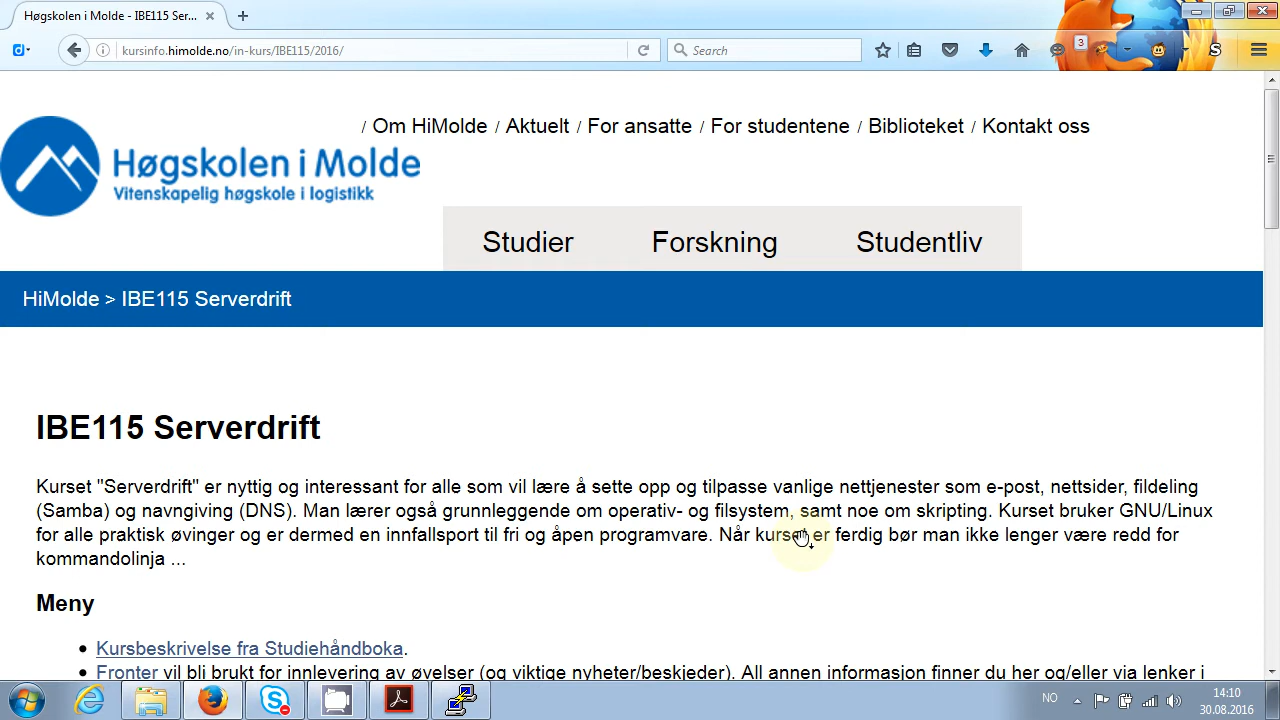 Høgskolen i Molde - IBE115 Ser...
kursinfo.himolde.no/in-kurs/IBE115/2016/
Search
3
/ Om HiMolde / Aktuelt / For ansatte / For studentene / Biblioteket / Kontakt oss
Høgskolen i Molde
Vitenskapelig høgskole i logistikk
Studier Forskning Studentliv
HiMolde > IBE115 Serverdrift
IBE115 Serverdrift
Kurset "Serverdrift" er nyttig og interessant for alle som vil lære å sette opp og tilpasse vanlige nettjenester som e-post, nettsider, fildeling
(Samba) og navngiving (DNS). Man lærer også grunnleggende om operativ- og filsystem, samt noe om skripting. Kurset bruker GNU/Linux
for alle praktisk øvinger og er dermed en innfallsport til fri og åpen programvare. Når kurset er ferdig bør man ikke lenger være redd for
kommandolinja ...
Meny
Kursbeskrivelse fra Studiehåndboka.
Fronter vil bli brukt for innlevering av øvelser (og viktige nyheter/beskjeder). All annen informasjon finner du her og/eller via lenker i
NO
14:10
30.08.2016